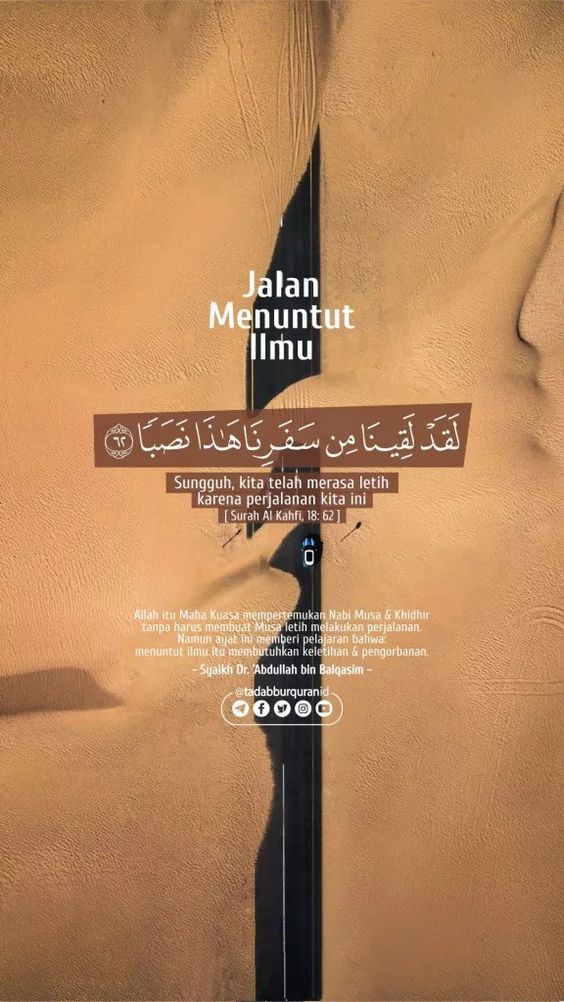 Jalan
Menuntut
Ilmu
لَقَدْ لَقِينَا مِن سَفَرِنَا هَٰذَا نَصَبًا ٦٢
Sungguh, kita telah merasa letih
karena perjalanan kita ini
[ Surah Al Kahfi, 18: 62 ]
Allah itu Maha Kuasa mempertemukan Nabi Musa & Khidhir
tanpa harus membuat Musa letih melakukan perjalanan.
Namun ayat ini memberi pelajaran bahwa:
menuntut ilmu itu membutuhkan keletihan & pengorbanan.
- Syaikh Dr. 'Abdullah bin Balqasim -
@tadabburquranid